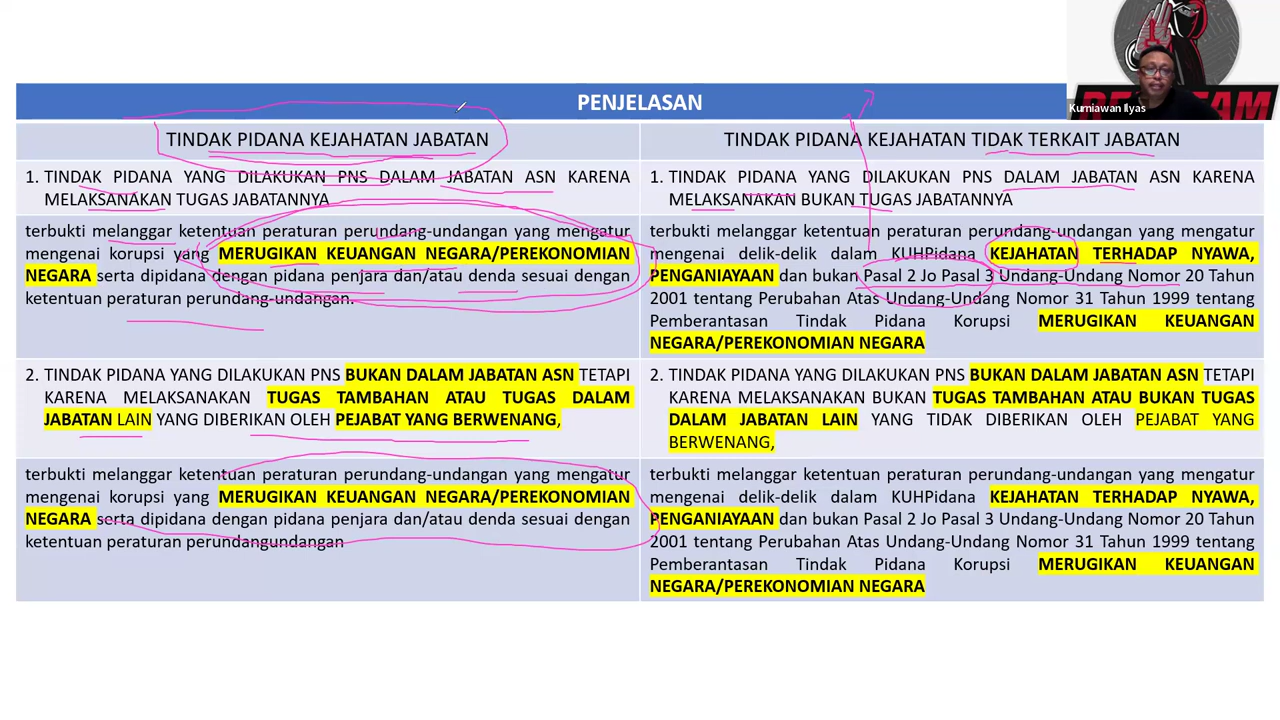 PENJELASAN
Kurniawan Ilyas
TINDAK PIDANA KEJAHATAN JABATAN
1. TINDAK PIDANA YANG DILAKUKAN PNS DALAM JABATAN ASN KARENA
MELAKSANAKAN TUGAS JABATANNYA
terbukti melanggar ketentuan peraturan perundang-undangan yang mengatur
mengenai korupsi yang MERUGIKAN KEUANGAN NEGARA/PEREKONOMIAN
NEGARA serta dipidana dengan pidana penjara dan/atau denda sesuai dengan
ketentuan peraturan perundang-undangan.
2. TINDAK PIDANA YANG DILAKUKAN PNS BUKAN DALAM JABATAN ASN TETAPI
KARENA MELAKSANAKAN TUGAS TAMBAHAN ATAU TUGAS DALAM
JABATAN LAIN YANG DIBERIKAN OLEH PEJABAT YANG BERWENANG,
terbukti melanggar ketentuan peraturan perundang-undangan yang mengatur
mengenai korupsi yang MERUGIKAN KEUANGAN NEGARA/PEREKONOMIAN
NEGARA serta dipidana dengan pidana penjara dan/atau denda sesuai dengan
ketentuan peraturan perundangundangan
TINDAK PIDANA KEJAHATAN TIDAK TERKAIT JABATAN
1. TINDAK PIDANA YANG DILAKUKAN PNS DALAM JABATAN ASN KARENA
MELAKSANAKAN BUKAN TUGAS JABATANNYA
terbukti melanggar ketentuan peraturan perundang-undangan yang mengatur
mengenai delik-delik dalam KUHPidana KEJAHATAN TERHADAP NYAWA,
PENGANIAYAAN dan bukan Pasal 2 Jo Pasal 3 Undang-Undang Nomor 20 Tahun
2001 tentang Perubahan Atas Undang-Undang Nomor 31 Tahun 1999 tentang
Pemberantasan Tindak Pidana Korupsi MERUGIKAN KEUANGAN
NEGARA/PEREKONOMIAN NEGARA
2. TINDAK PIDANA YANG DILAKUKAN PNS BUKAN DALAM JABATAN ASN TETAPI
KARENA MELAKSANAKAN BUKAN TUGAS TAMBAHAN ATAU BUKAN TUGAS
DALAM JABATAN LAIN YANG TIDAK DIBERIKAN OLEH PEJABAT YANG
BERWENANG,
terbukti melanggar ketentuan peraturan perundang-undangan yang mengatur
mengenai delik-delik dalam KUHPidana KEJAHATAN TERHADAP NYAWA,
PENGANIAYAAN dan bukan Pasal 2 Jo Pasal 3 Undang-Undang Nomor 20 Tahun
2001 tentang Perubahan Atas Undang-Undang Nomor 31 Tahun 1999 tentang
Pemberantasan Tindak Pidana Korupsi MERUGIKAN KEUANGAN
NEGARA/PEREKONOMIAN NEGARA